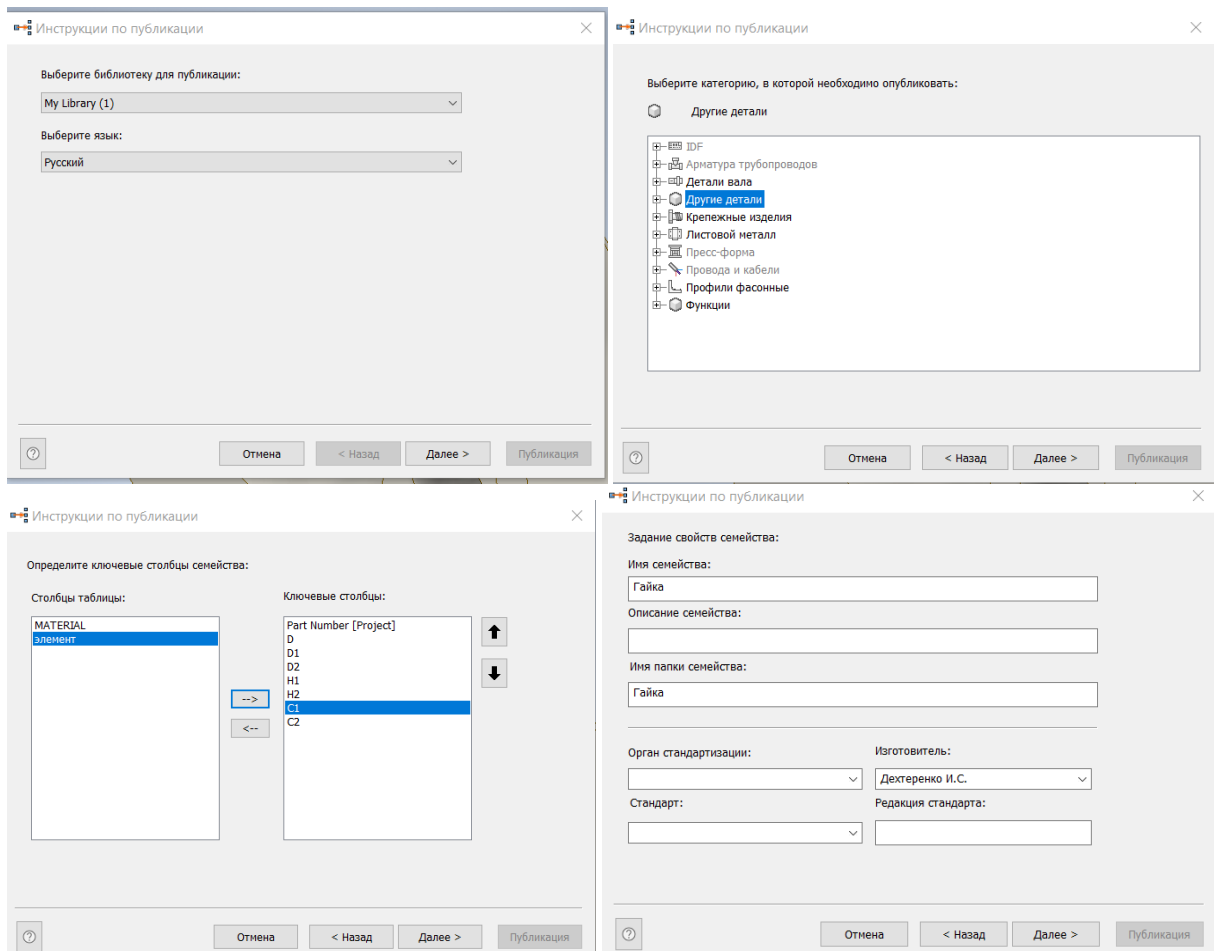 Инструкции по публикации
Выберите библиотеку для публикации:
My Library (1)
Выберите язык:
Русский
Отмена
< Назад
Далее >
Публикация
Инструкции по публикации
Выберите категорию, в которой необходимо опубликовать:
Другие детали
IDF
Арматура трубопроводов
Детали вала
Другие детали
Крепежные изделия
Листовой металл
Пресс-форма
Провода и кабели
Профили фасонные
Функции
Отмена
< Назад
Далее >
Публикация
Инструкции по публикации
Определите ключевые столбцы семейства:
Столбцы таблицы:
MATERIAL
элемент
-->
<--
Ключевые столбцы:
Part Number [Project]
D
D1
D2
H1
H2
C1
C2
Отмена
< Назад
Далее >
Публикация
Инструкции по публикации
Задание свойств семейства:
Имя семейства:
Гайка
Описание семейства:
Имя папки семейства:
Гайка
Орган стандартизации:
Изготовитель:
Дехтеренко И.С.
Стандарт:
Редакция стандарта:
Отмена
< Назад
Далее >
Публикация